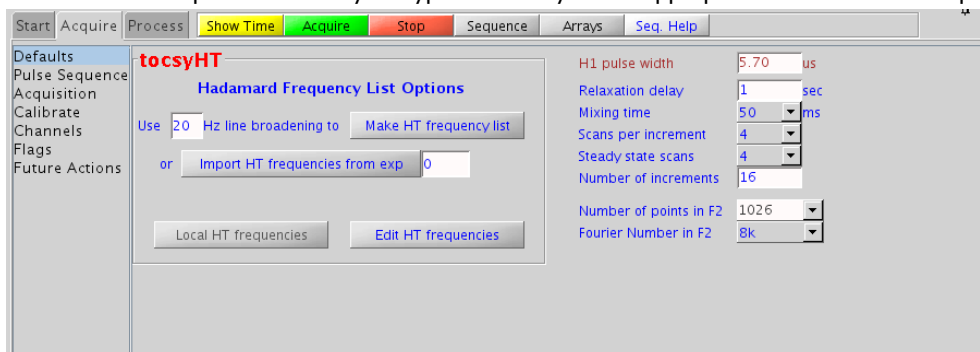 Start Acquire Process Show Time Acquire Stop Sequence Arrays Seq. Help
Defaults
Pulse Sequence
Acquisition
Calibrate
Channels
Flags
Future Actions
tocsyHT
Hadamard Frequency List Options
Use 20 Hz line broadening to Make HT frequency list
or Import HT frequencies from exp 0
Local HT frequencies Edit HT frequencies
H1 pulse width 5.70 us
Relaxation delay 1 sec
Mixing time 50 ms
Scans per increment 4
Steady state scans 4
Number of increments 16
Number of points in F2 1026
Fourier Number in F2 8k